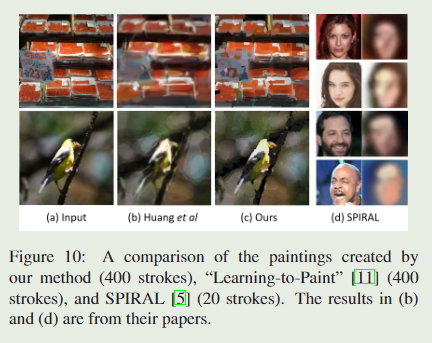 (a) Input
(b) Huang et al
(c) Ours
(d) SPIRAL
Figure 10: A comparison of the paintings created by
our method (400 strokes), “Learning-to-Paint” [11] (400
strokes), and SPIRAL [5] (20 strokes). The results in (b)
and (d) are from their papers.